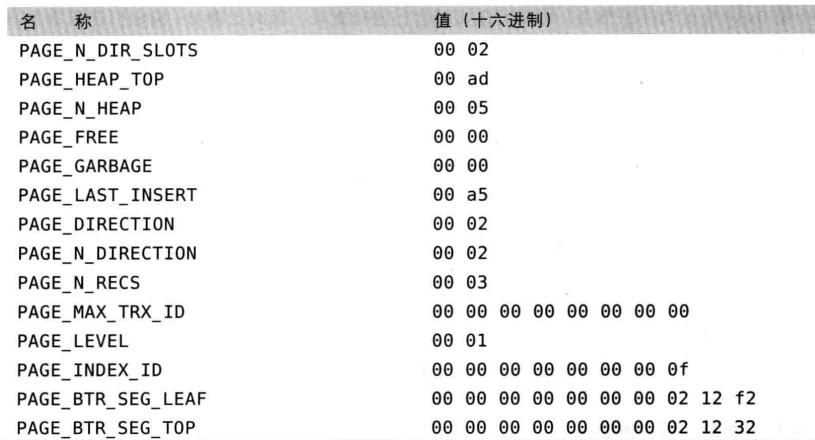 名 称 值 (十六进制)
PAGE_N_DIR_SLOTS 00 02
PAGE_HEAP_TOP 00 ad
PAGE_N_HEAP 00 05
PAGE_FREE 00 00
PAGE_GARBAGE 00 00
PAGE_LAST_INSERT 00 a5
PAGE_DIRECTION 00 02
PAGE_N_DIRECTION 00 02
PAGE_N_RECS 00 03
PAGE_MAX_TRX_ID 00 00 00 00 00 00 00 00
PAGE_LEVEL 00 01
PAGE_INDEX_ID 00 00 00 00 00 00 00 0f
PAGE_BTR_SEG_LEAF 00 00 00 00 00 00 00 02 12 f2
PAGE_BTR_SEG_TOP 00 00 00 00 00 00 00 02 12 32